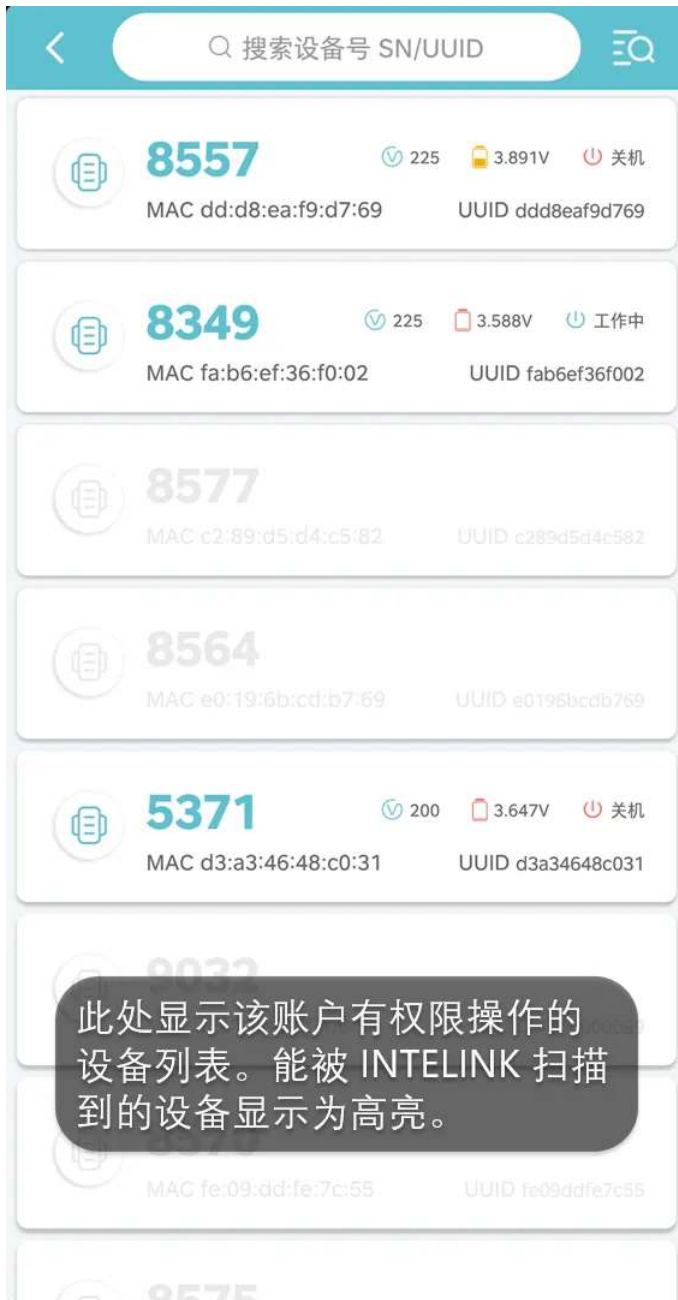 搜索设备号 SN/UUID
8557 225 3.891V 关机
MAC dd:d8:ea:f9:d7:69 UUID ddd8eaf9d769
8349 225 3.588V 工作中
MAC fa:b6:ef:36:f0:02 UUID fab6ef36f002
8577
MAC c2:89:d5:d4:c5:82 UUID c289d5d4c582
8564
MAC e0:19:6b:cd:b7:69 UUID e0196bcdb769
5371 200 3.647V 关机
MAC d3:a3:46:48:c0:31 UUID d3a34648c031
9032
此处显示该账户有权限操作的
设备列表。能被 INTELINK 扫描
到的设备显示为高亮。
8570
MAC fe:09:dd:fe:7c:55 UUID fe09ddfe7c55
8575